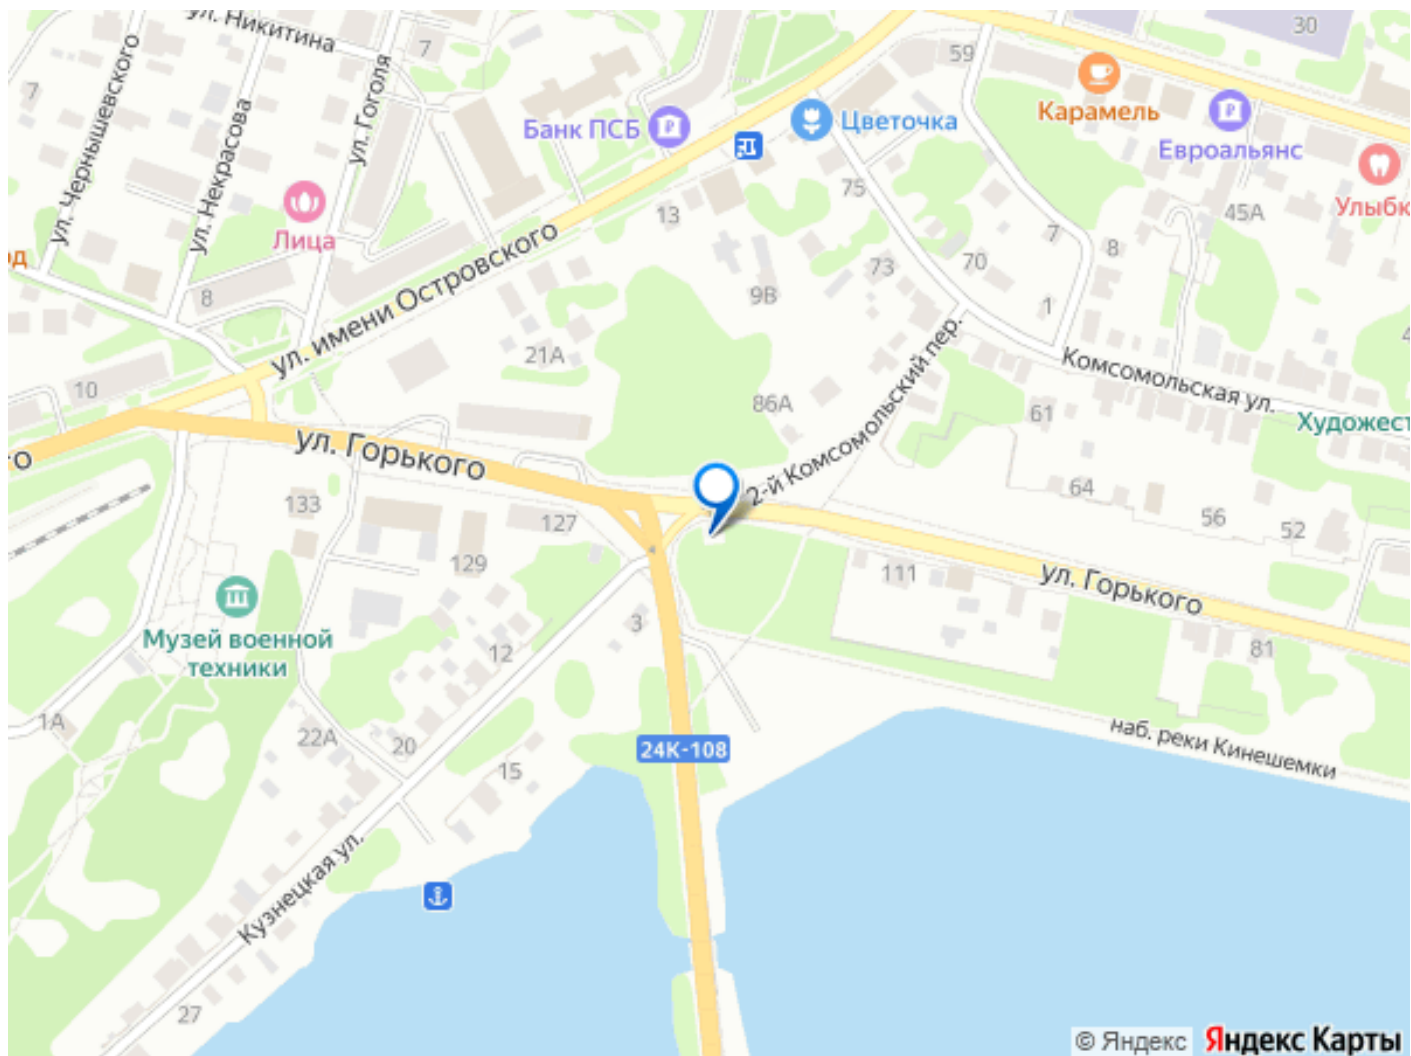 ул. Никитина
7
30
59
7
Карамель
ул. Чернышевского
ул. Некрасова
ул. Гоголя
Банк ПСБ
Цветочка
Евроальянс
Улыбк
Лица
13
75
45А
од
8
ул. имени Островского
9В
73
70
7
8
1
21А
10
2-й Комсомольский пер.
Комсомольская ул.
86А
61
Художест
го
ул. Горького
133
127
129
64
56
52
111
ул. Горького
Музей военной
техники
12
3
81
1А
22А
20
15
24К-108
наб. реки Кинешемки
Кузнецкая ул.
27
© Яндекс Яндекс Карты